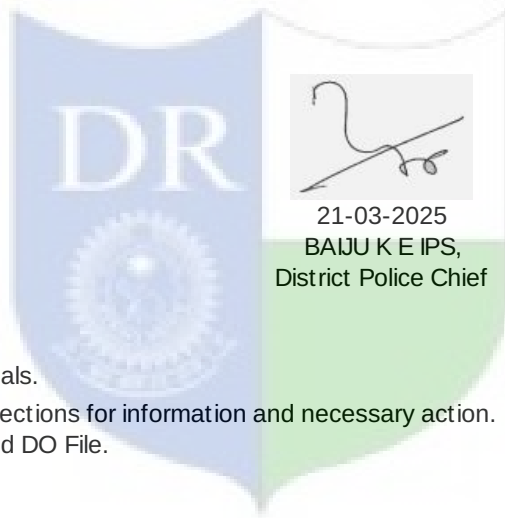 DR
21-03-2025
BAIJU K E IPS,
District Police Chief
als.
ections for information and necessary action.
d DO File.